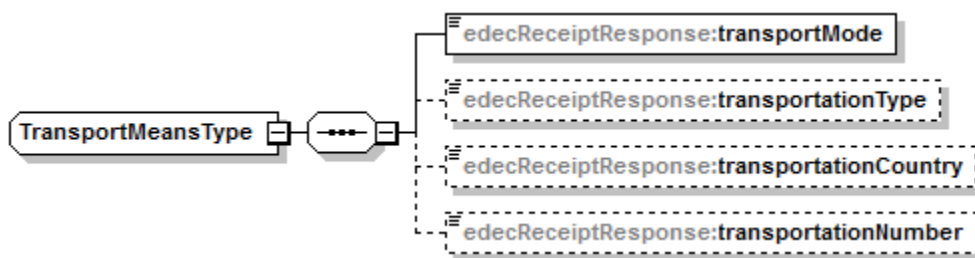 edecReceiptResponse:transportMode
edecReceiptResponse:transportationType
TransportMeansType
edecReceiptResponse:transportationCountry
edecReceiptResponse:transportationNumber